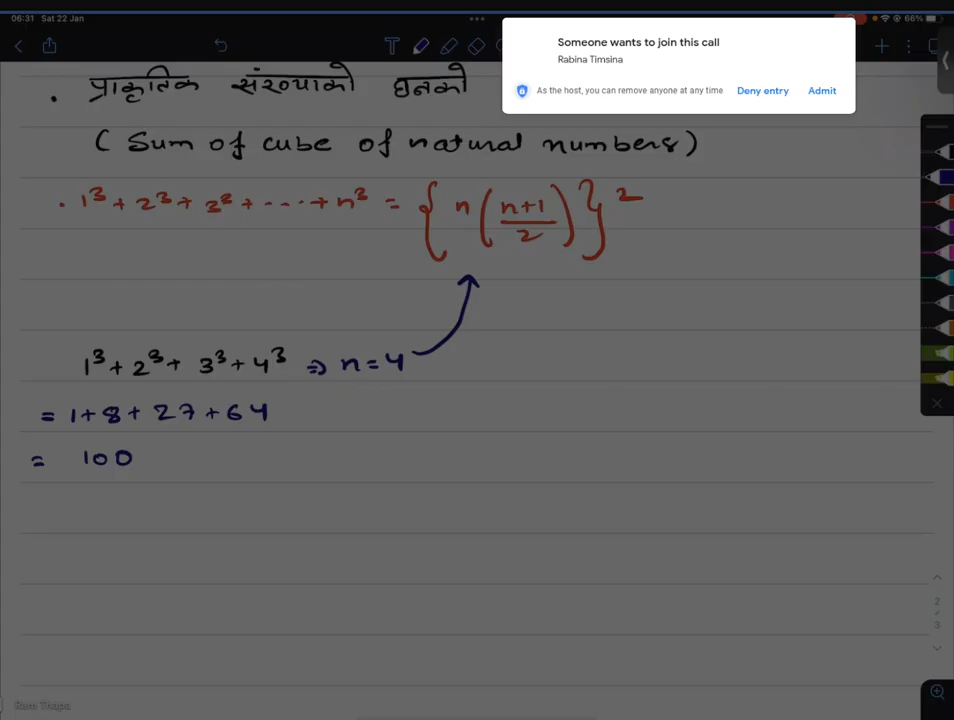 06:31 Sat 22 Jan
66%
Someone wants to join this call
Rabina Timsina
As the host, you can remove anyone at any time
Deny entry
Admit
T
• प्राकृतिक संख्याको घनको
( Sum of cube of natural numbers)
. 1³ + 2³ + 3³ + ....+ n³ = { n ( n+1 / 2 ) }²
1³ + 2³ + 3³ + 4³ ⇒ n = 4
= 1 + 8 + 27 + 64
= 100
2
/
3
Ram Thapa